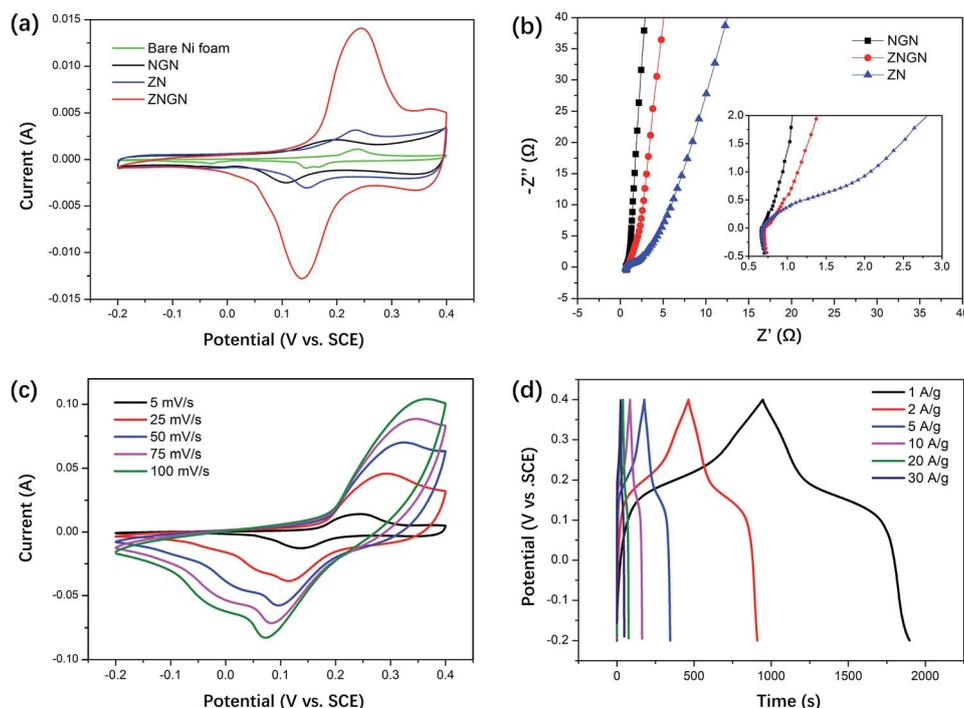 (a)
Bare Ni foam
NGN
ZN
ZNGN
0.015
0.010
0.005
0.000
-0.005
-0.010
-0.015
Current (A)
-0.2 -0.1 0.0 0.1 0.2 0.3 0.4
Potential (V vs. SCE)
(b)
NGN
ZNGN
ZN
40
35
30
25
20
15
10
5
0
-5
-Z'' (Ω)
2.0
1.5
1.0
0.5
0.0
-0.5
0.5 1.0 1.5 2.0 2.5 3.0
-5 0 5 10 15 20 25 30 35 40
Z' (Ω)
(c)
5 mV/s
25 mV/s
50 mV/s
75 mV/s
100 mV/s
0.10
0.05
0.00
-0.05
-0.10
Current (A)
-0.2 -0.1 0.0 0.1 0.2 0.3 0.4
Potential (V vs. SCE)
(d)
1 A/g
2 A/g
5 A/g
10 A/g
20 A/g
30 A/g
0.4
0.3
0.2
0.1
0.0
-0.1
-0.2
Potential (V vs .SCE)
0 500 1000 1500 2000
Time (s)